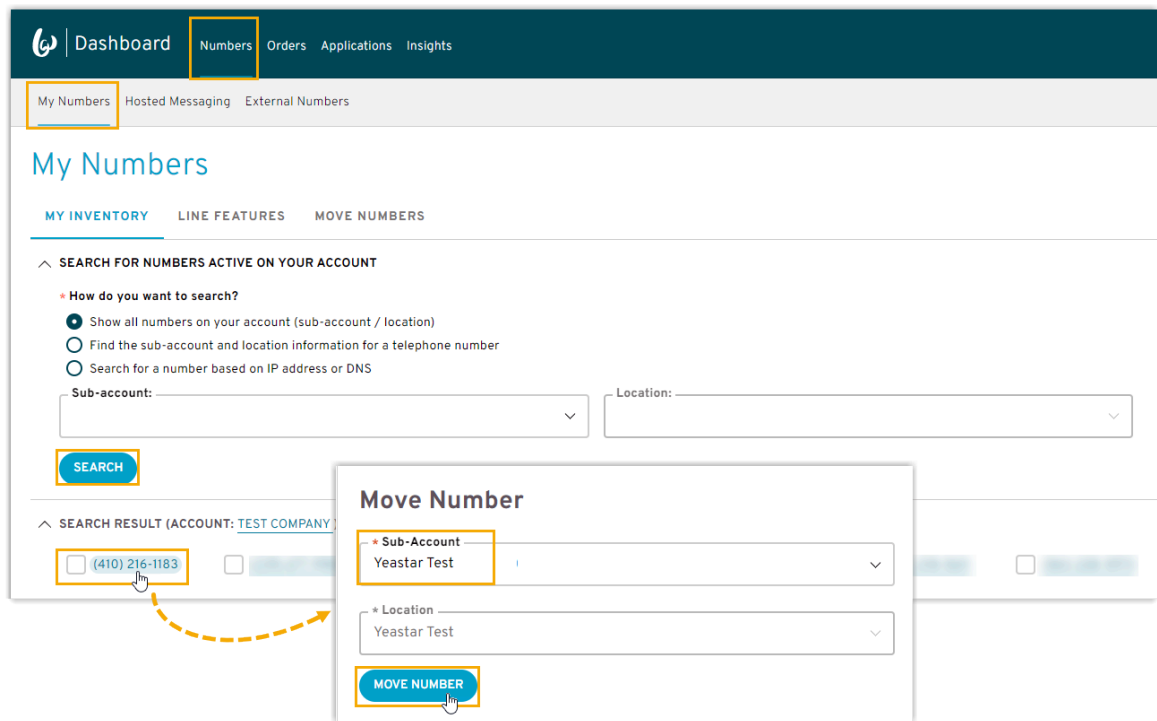 Dashboard Numbers Orders Applications Insights
My Numbers Hosted Messaging External Numbers
My Numbers
MY INVENTORY LINE FEATURES MOVE NUMBERS
SEARCH FOR NUMBERS ACTIVE ON YOUR ACCOUNT
* How do you want to search?
Show all numbers on your account (sub-account / location)
Find the sub-account and location information for a telephone number
Search for a number based on IP address or DNS
Sub-account: Location:
SEARCH
SEARCH RESULT (ACCOUNT: TEST COMPANY
(410) 216-1183
Move Number
* Sub-Account
Yeastar Test
* Location
Yeastar Test
MOVE NUMBER